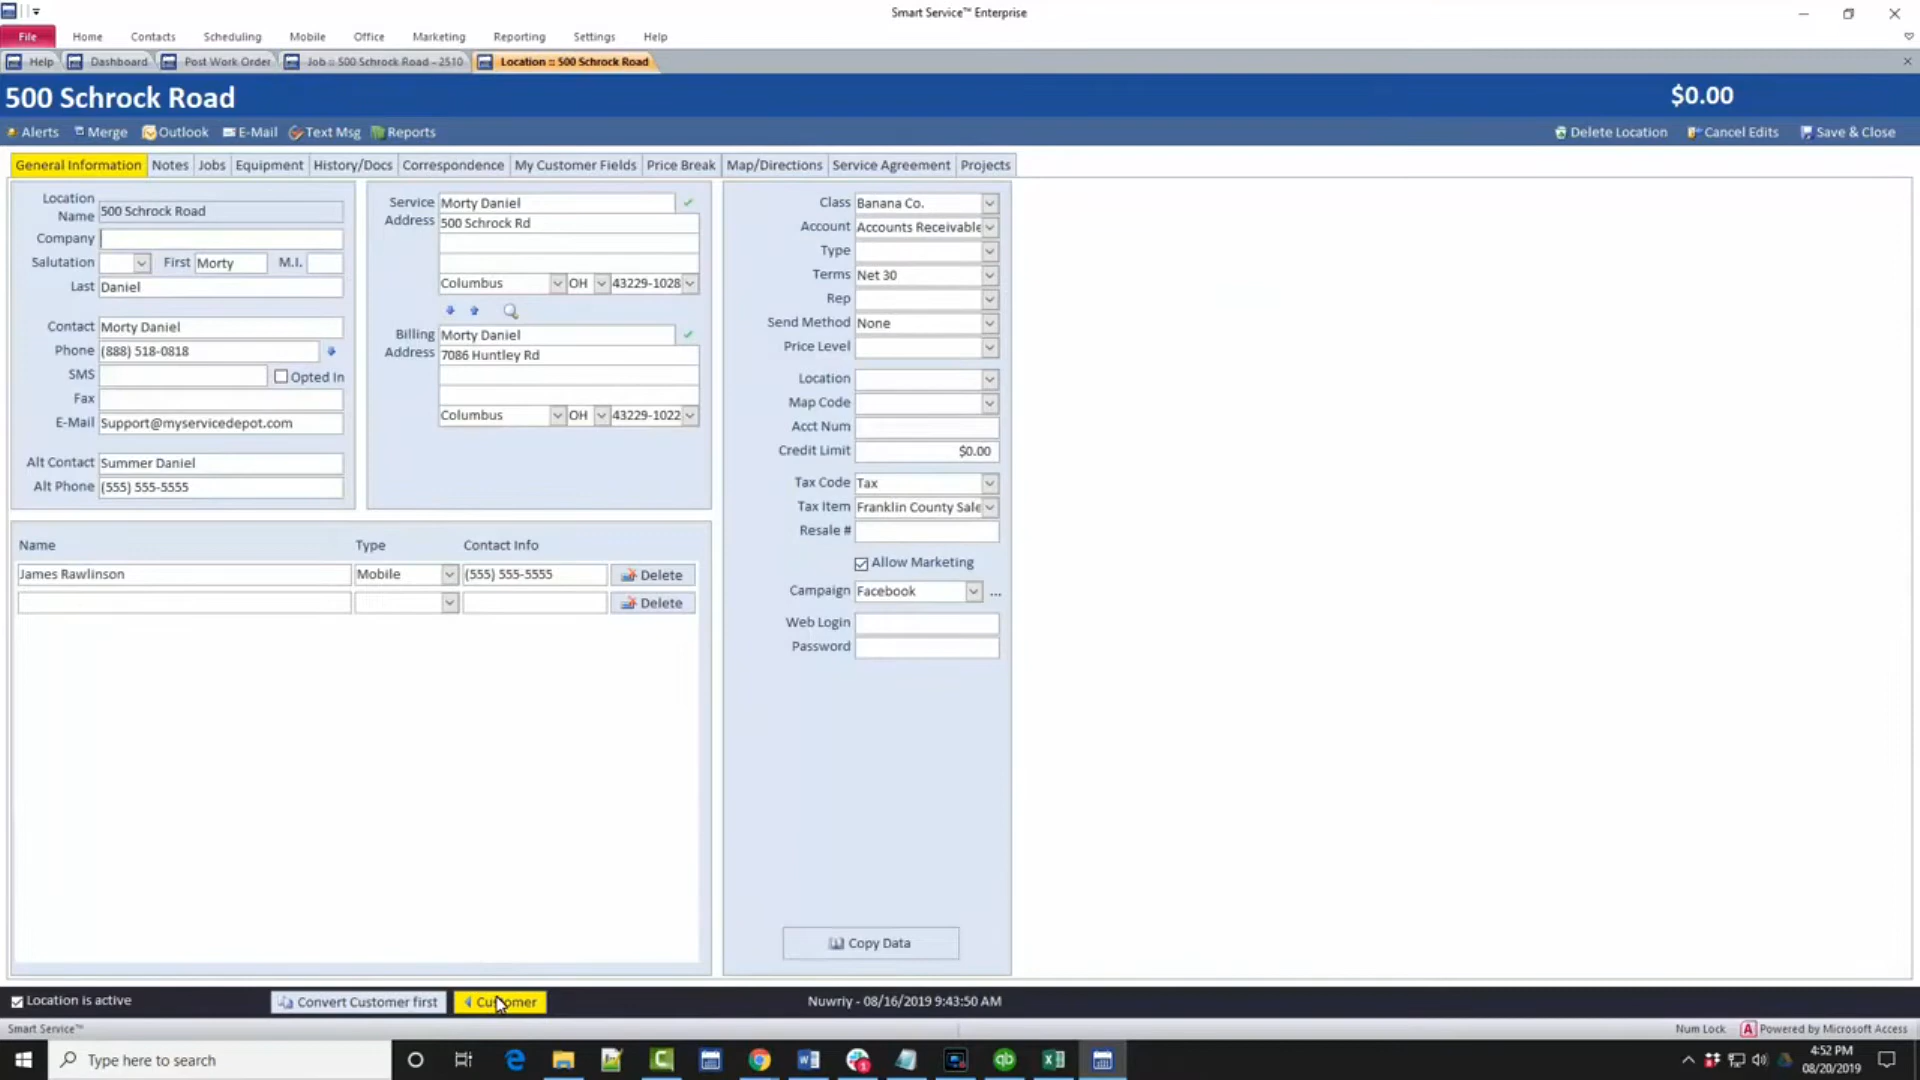 Smart Service™ Enterprise
File Home Contacts Scheduling Mobile Office Marketing Reporting Settings Help
Help Dashboard Post Work Order Job :: 500 Schrock Road - 2510 Location :: 500 Schrock Road
500 Schrock Road $0.00
Alerts Merge Outlook E-Mail Text Msg Reports Delete Location Cancel Edits Save & Close
General Information Notes Jobs Equipment History/Docs Correspondence My Customer Fields Price Break Map/Directions Service Agreement Projects
Location Name 500 Schrock Road
Company
Salutation First Morty M.I.
Last Daniel
Contact Morty Daniel
Phone (888) 518-0818
SMS Opted In
Fax
E-Mail Support@myservicedepot.com
Alt Contact Summer Daniel
Alt Phone (555) 555-5555
Service Address Morty Daniel
500 Schrock Rd
Columbus OH 43229-1028
Billing Address Morty Daniel
7086 Huntley Rd
Columbus OH 43229-1022
Class Banana Co.
Account Accounts Receivable
Type
Terms Net 30
Rep
Send Method None
Price Level
Location
Map Code
Acct Num
Credit Limit $0.00
Tax Code Tax
Tax Item Franklin County Sale
Resale #
Allow Marketing
Campaign Facebook ...
Web Login
Password
Name Type Contact Info
James Rawlinson Mobile (555) 555-5555 Delete
Delete
Copy Data
Location is active Convert Customer first Customer Nuwriy - 08/16/2019 9:43:50 AM
Smart Service™ Num Lock Powered by Microsoft Access
Type here to search 4:52 PM
08/20/2019